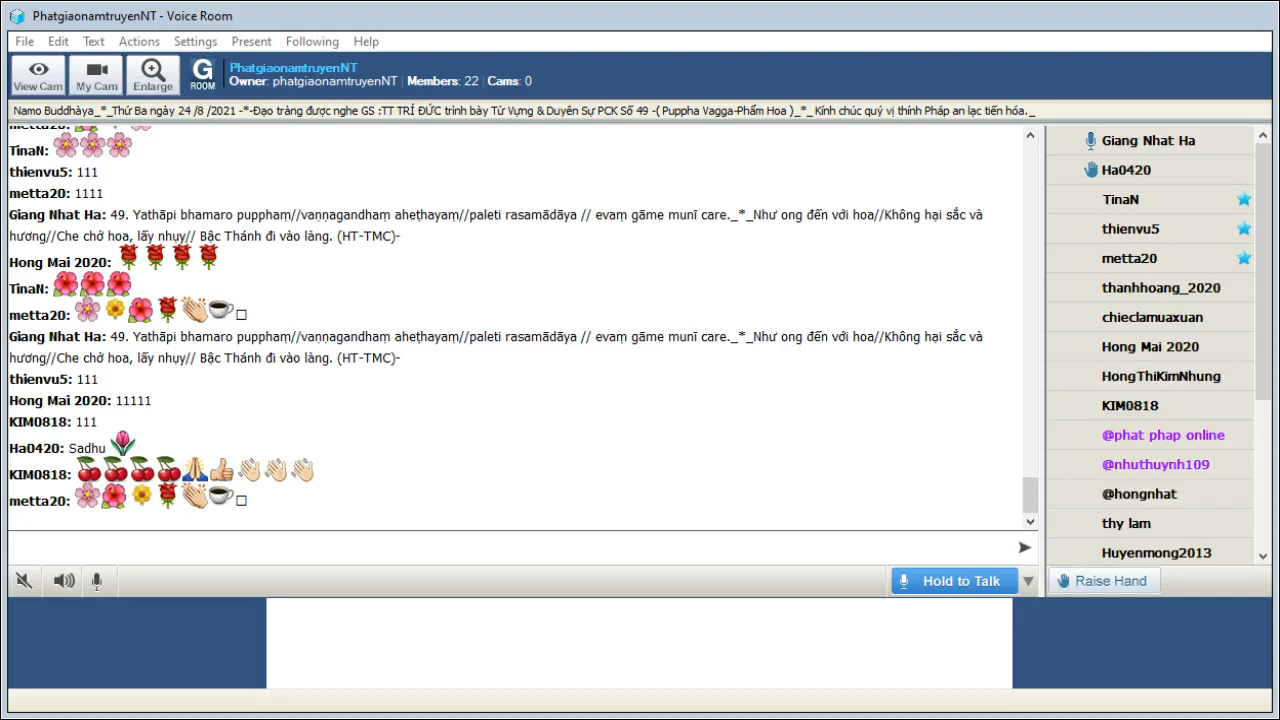 PhatgiaonamtruyenNT - Voice Room
File Edit Text Actions Settings Present Following Help
View Cam My Cam Enlarge G ROOM
PhatgiaonamtruyenNT
Owner: phatgiaonamtruyenNT | Members: 22 | Cams: 0
Namo Buddhàya_*_Thứ Ba ngày 24 /8 /2021 -*-Đạo tràng được nghe GS :TT TRÍ ĐỨC trình bày Từ Vựng & Duyên Sự PCK Số 49 -( Puppha Vagga-Phẩm Hoa )_*_Kính chúc quý vị thính Pháp an lạc tiến hóa._
TinaN:
thienvu5: 111
metta20: 1111
Giang Nhat Ha: 49. Yathāpi bhamaro pupphaṃ//vaṇṇagandhaṃ aheṭhayaṃ//paleti rasamādāya // evaṃ gāme munī care._*_Như ong đến với hoa//Không hại sắc và
hương//Che chở hoa, lấy nhụy// Bậc Thánh đi vào làng. (HT-TMC)-
Hong Mai 2020:
TinaN:
metta20:
Giang Nhat Ha: 49. Yathāpi bhamaro pupphaṃ//vaṇṇagandhaṃ aheṭhayaṃ//paleti rasamādāya // evaṃ gāme munī care._*_Như ong đến với hoa//Không hại sắc và
hương//Che chở hoa, lấy nhụy// Bậc Thánh đi vào làng. (HT-TMC)-
thienvu5: 111
Hong Mai 2020: 11111
KIM0818: 111
Ha0420: Sadhu
KIM0818:
metta20:
Hold to Talk
Giang Nhat Ha
Ha0420
TinaN
thienvu5
metta20
thanhhoang_2020
chieclamuaxuan
Hong Mai 2020
HongThiKimNhung
KIM0818
@phat phap online
@nhuthuynh109
@hongnhat
thy lam
Huyenmong2013
Raise Hand